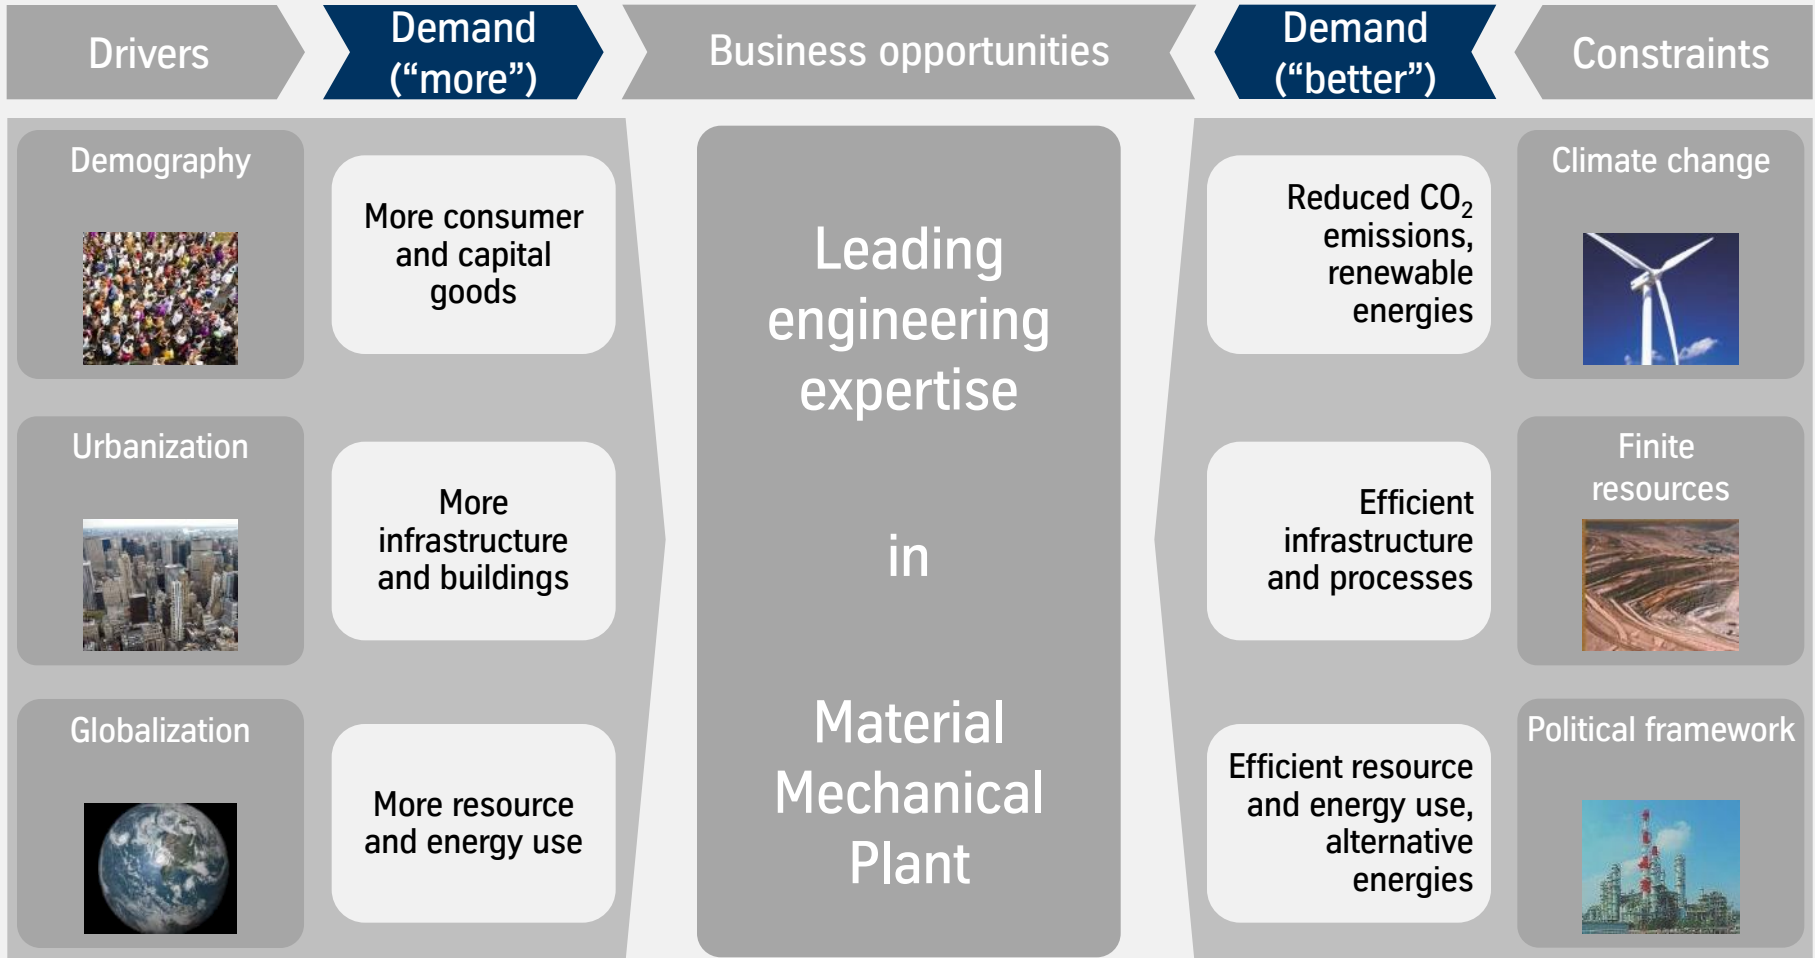 Drivers
Demand
(“more”)
Business opportunities
Demand
(“better”)
Constraints
Demography
More consumer
and capital
goods
Urbanization
More
infrastructure
and buildings
Globalization
More resource
and energy use
Leading
engineering
expertise
in
Material
Mechanical
Plant
Reduced CO₂
emissions,
renewable
energies
Climate change
Efficient
infrastructure
and processes
Finite
resources
Efficient resource
and energy use,
alternative
energies
Political framework